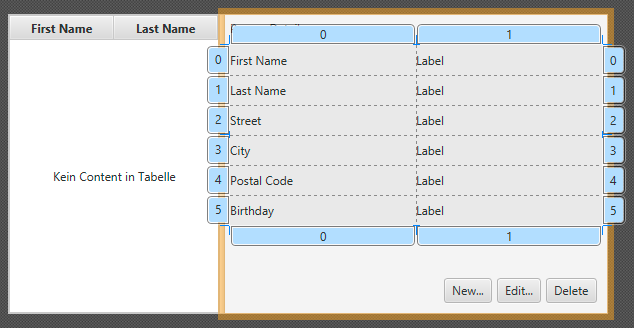 First Name Last Name
0 1
0 First Name Label 0
1 Last Name Label 1
2 Street Label 2
3 City Label 3
Kein Content in Tabelle
4 Postal Code Label 4
5 Birthday Label 5
0 1
New... Edit... Delete